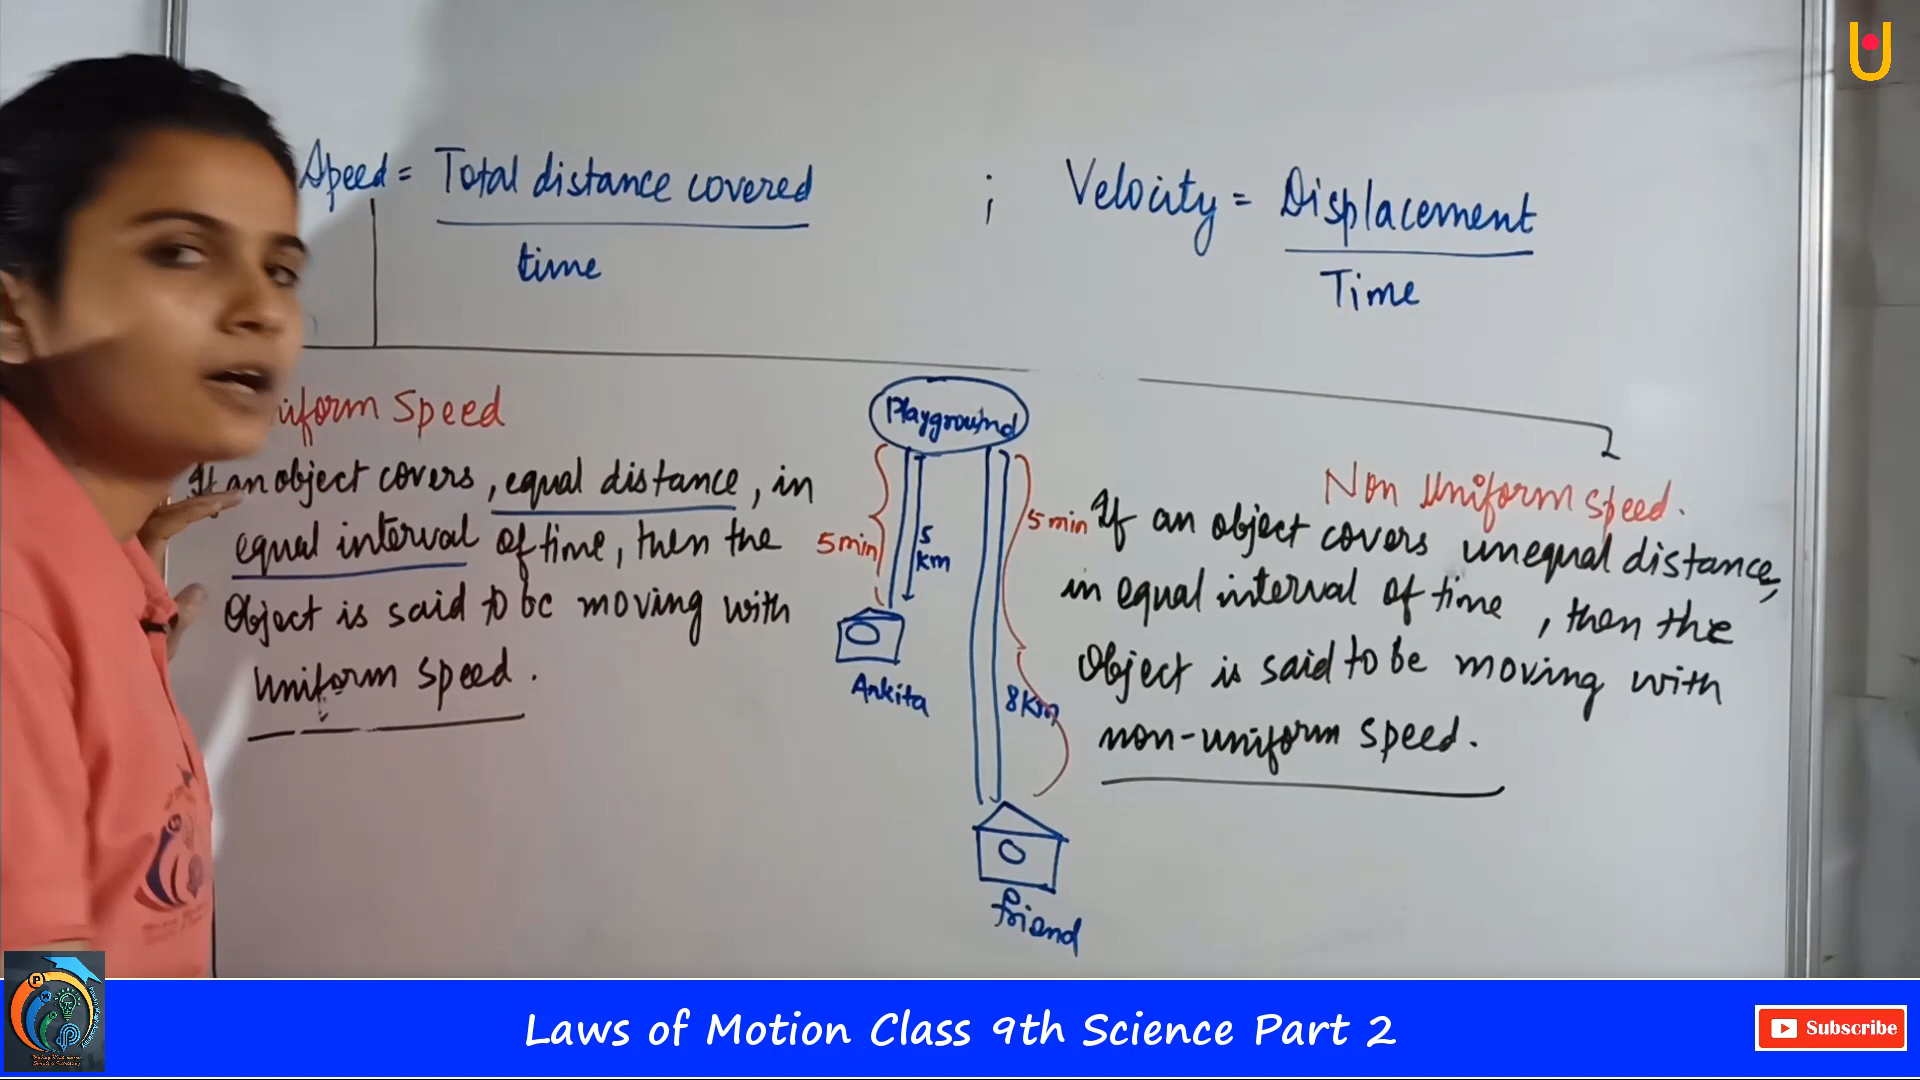 Speed = Total distance covered
time
;
Velocity = Displacement
Time
niform Speed
If an object covers, equal distance, in
equal interval of time, then the
Object is said to be moving with
Uniform speed.
Playground
5 min
5
km
Ankita
5 min
8Km
friend
Non Uniform Speed.
If an object covers unequal distance,
in equal interval of time, then the
Object is said to be moving with
non-uniform speed.
Laws of Motion Class 9th Science Part 2
Subscribe